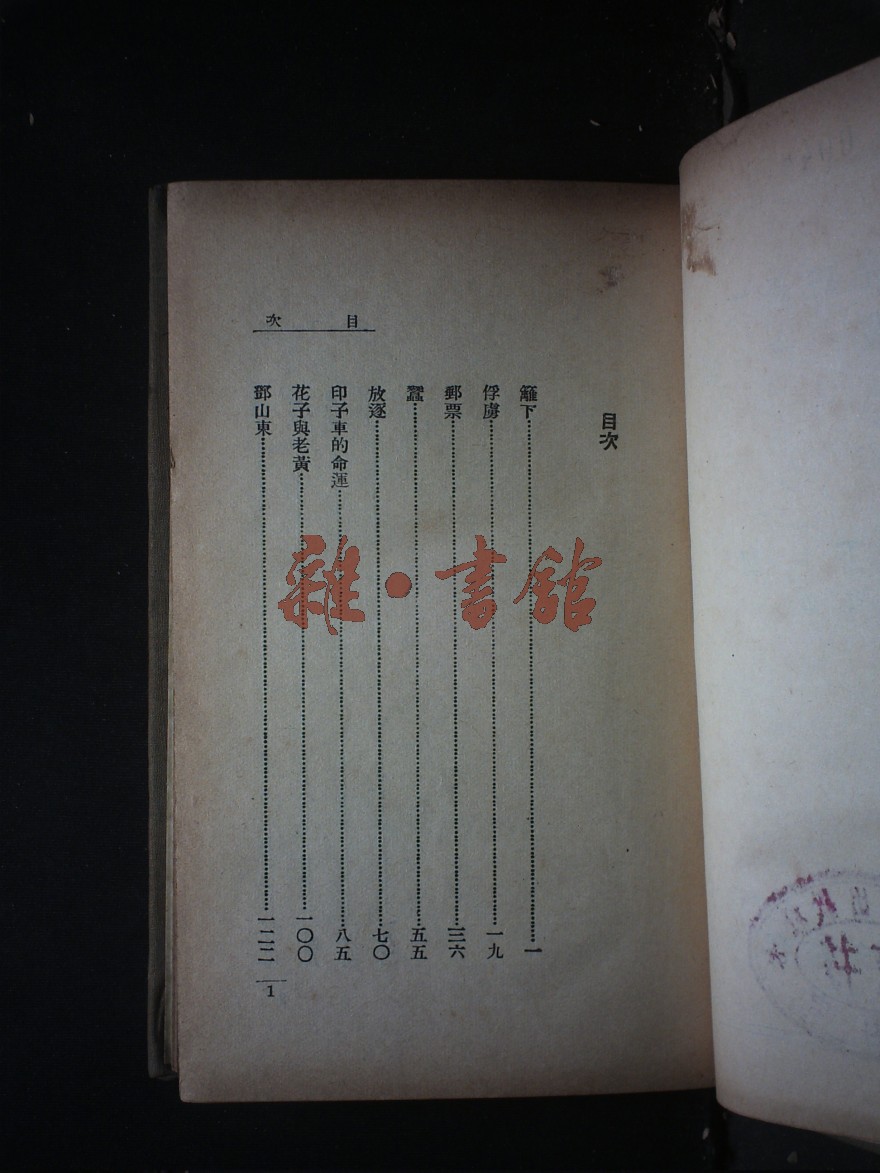 目次
目次
籬下……一
俘虜……一九
郵票……三六
蠶……五五
放逐……七〇
印子車的命運……八五
花子與老黃……一〇〇
鄧山東……一二二
1
雜·書館